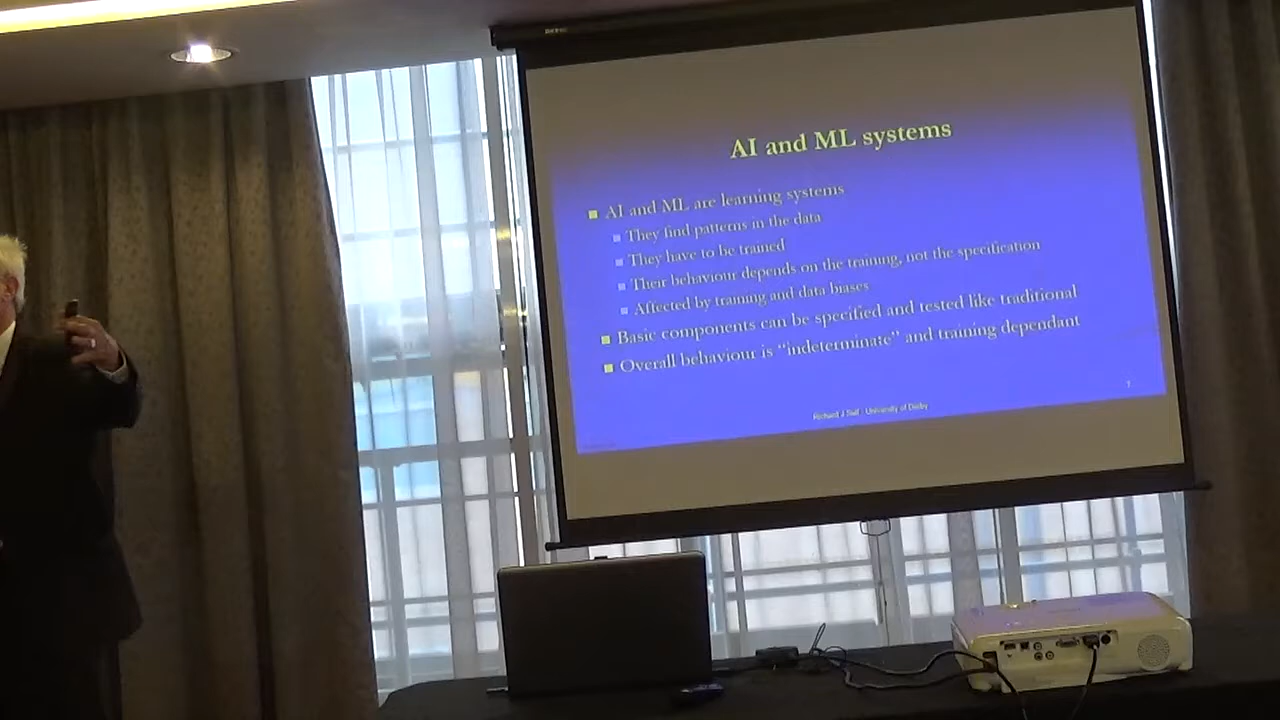 AI and ML systems
AI and ML are learning systems
They find patterns in the data
They have to be trained
Their behaviour depends on the training, not the specification
Affected by training and data biases
Basic components can be specified and tested like traditional
Overall behaviour is “indeterminate” and training dependant
Richard J Self - University of Derby